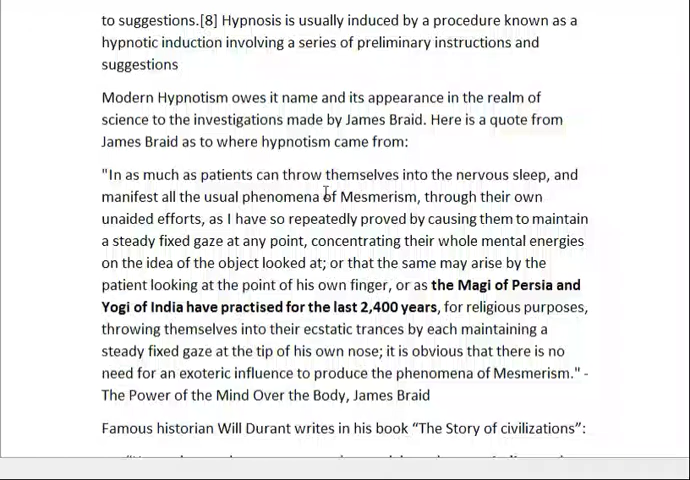 to suggestions.[8] Hypnosis is usually induced by a procedure known as a
hypnotic induction involving a series of preliminary instructions and
suggestions
Modern Hypnotism owes it name and its appearance in the realm of
science to the investigations made by James Braid. Here is a quote from
James Braid as to where hypnotism came from:
"In as much as patients can throw themselves into the nervous sleep, and
manifest all the usual phenomena of Mesmerism, through their own
unaided efforts, as I have so repeatedly proved by causing them to maintain
a steady fixed gaze at any point, concentrating their whole mental energies
on the idea of the object looked at; or that the same may arise by the
patient looking at the point of his own finger, or as the Magi of Persia and
Yogi of India have practised for the last 2,400 years, for religious purposes,
throwing themselves into their ecstatic trances by each maintaining a
steady fixed gaze at the tip of his own nose; it is obvious that there is no
need for an exoteric influence to produce the phenomena of Mesmerism." -
The Power of the Mind Over the Body, James Braid
Famous historian Will Durant writes in his book “The Story of civilizations”: